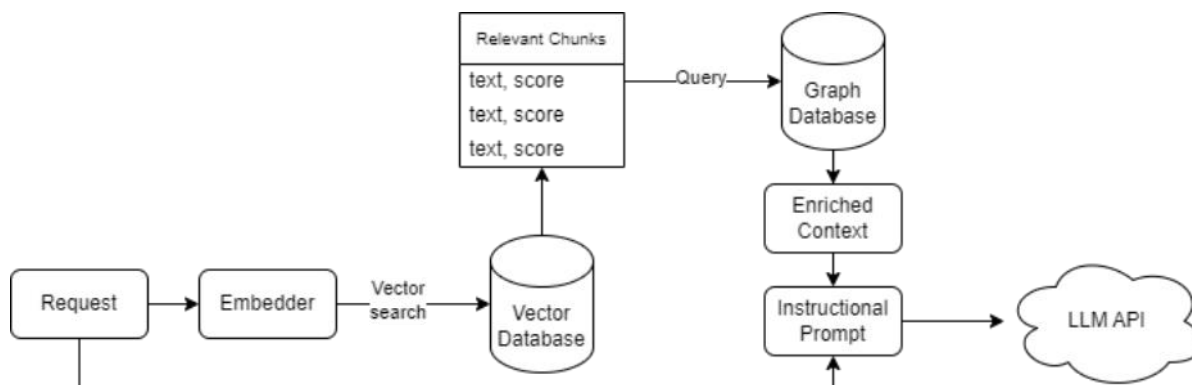 Relevant Chunks
text, score
text, score
text, score
Query
Graph
Database
Enriched
Context
Request
Embedder
Vector
search
Vector
Database
Instructional
Prompt
LLM API